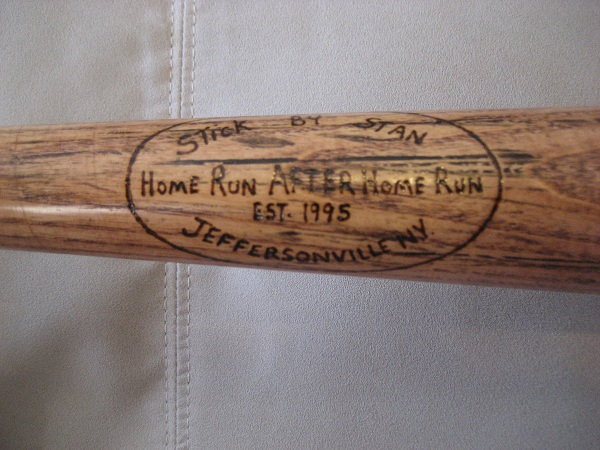 Stick By Stan
Home Run After Home Run
Est. 1995
Jeffersonville NY